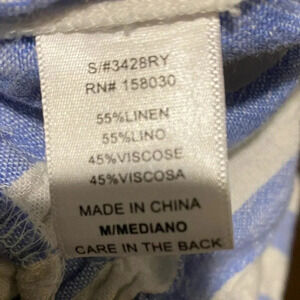 S/#3428RY
RN# 158030
55%LINEN
55%LINO
45%VISCOSE
45%VISCOSA
MADE IN CHINA
M/MEDIANO
CARE IN THE BACK